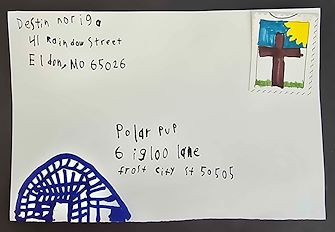 Destin noriga
41 Rainbow Street
Eldon, MO 65026
Polar pup
6 igloo lane
frost city st 50505